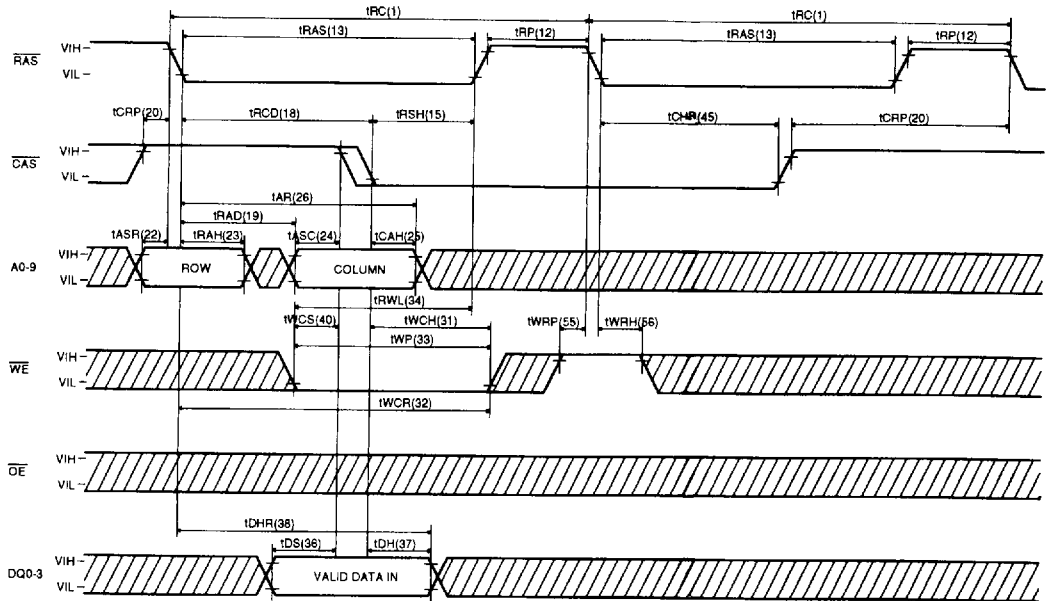 tRC(1) tRC(1)
tRAS(13) tRP(12) tRAS(13) tRP(12)
RAS VIH VIL
tCRP(20) tRCD(18) tRSH(15) tCHR(45) tCRP(20)
CAS VIH VIL
tAR(26)
tRAD(19)
tASR(22) tRAH(23) tASC(24) tCAH(25)
A0-9 VIH VIL ROW COLUMN
tRWL(34)
tWCS(40) tWCH(31) tWRP(55) tWRH(56)
tWP(33)
WE VIH VIL
tWCR(32)
OE VIH VIL
tDHR(38)
tDS(36) tDH(37)
DQ0-3 VIH VIL VALID DATA IN